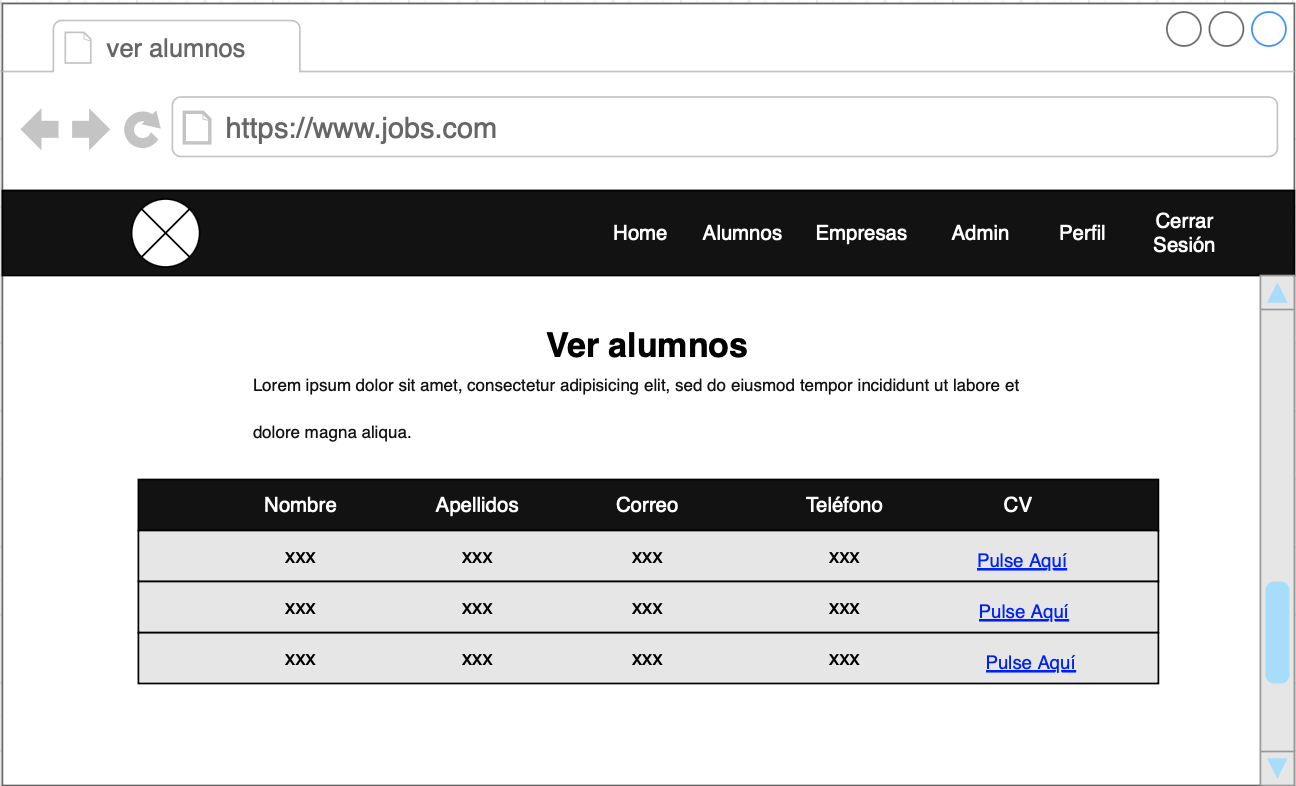 ver alumnos
https://www.jobs.com
Home Alumnos Empresas Admin Perfil Cerrar Sesión
Ver alumnos
Lorem ipsum dolor sit amet, consectetur adipisicing elit, sed do eiusmod tempor incididunt ut labore et
dolore magna aliqua.
Nombre Apellidos Correo Teléfono CV
xxx xxx xxx xxx Pulse Aquí
xxx xxx xxx xxx Pulse Aquí
xxx xxx xxx xxx Pulse Aquí